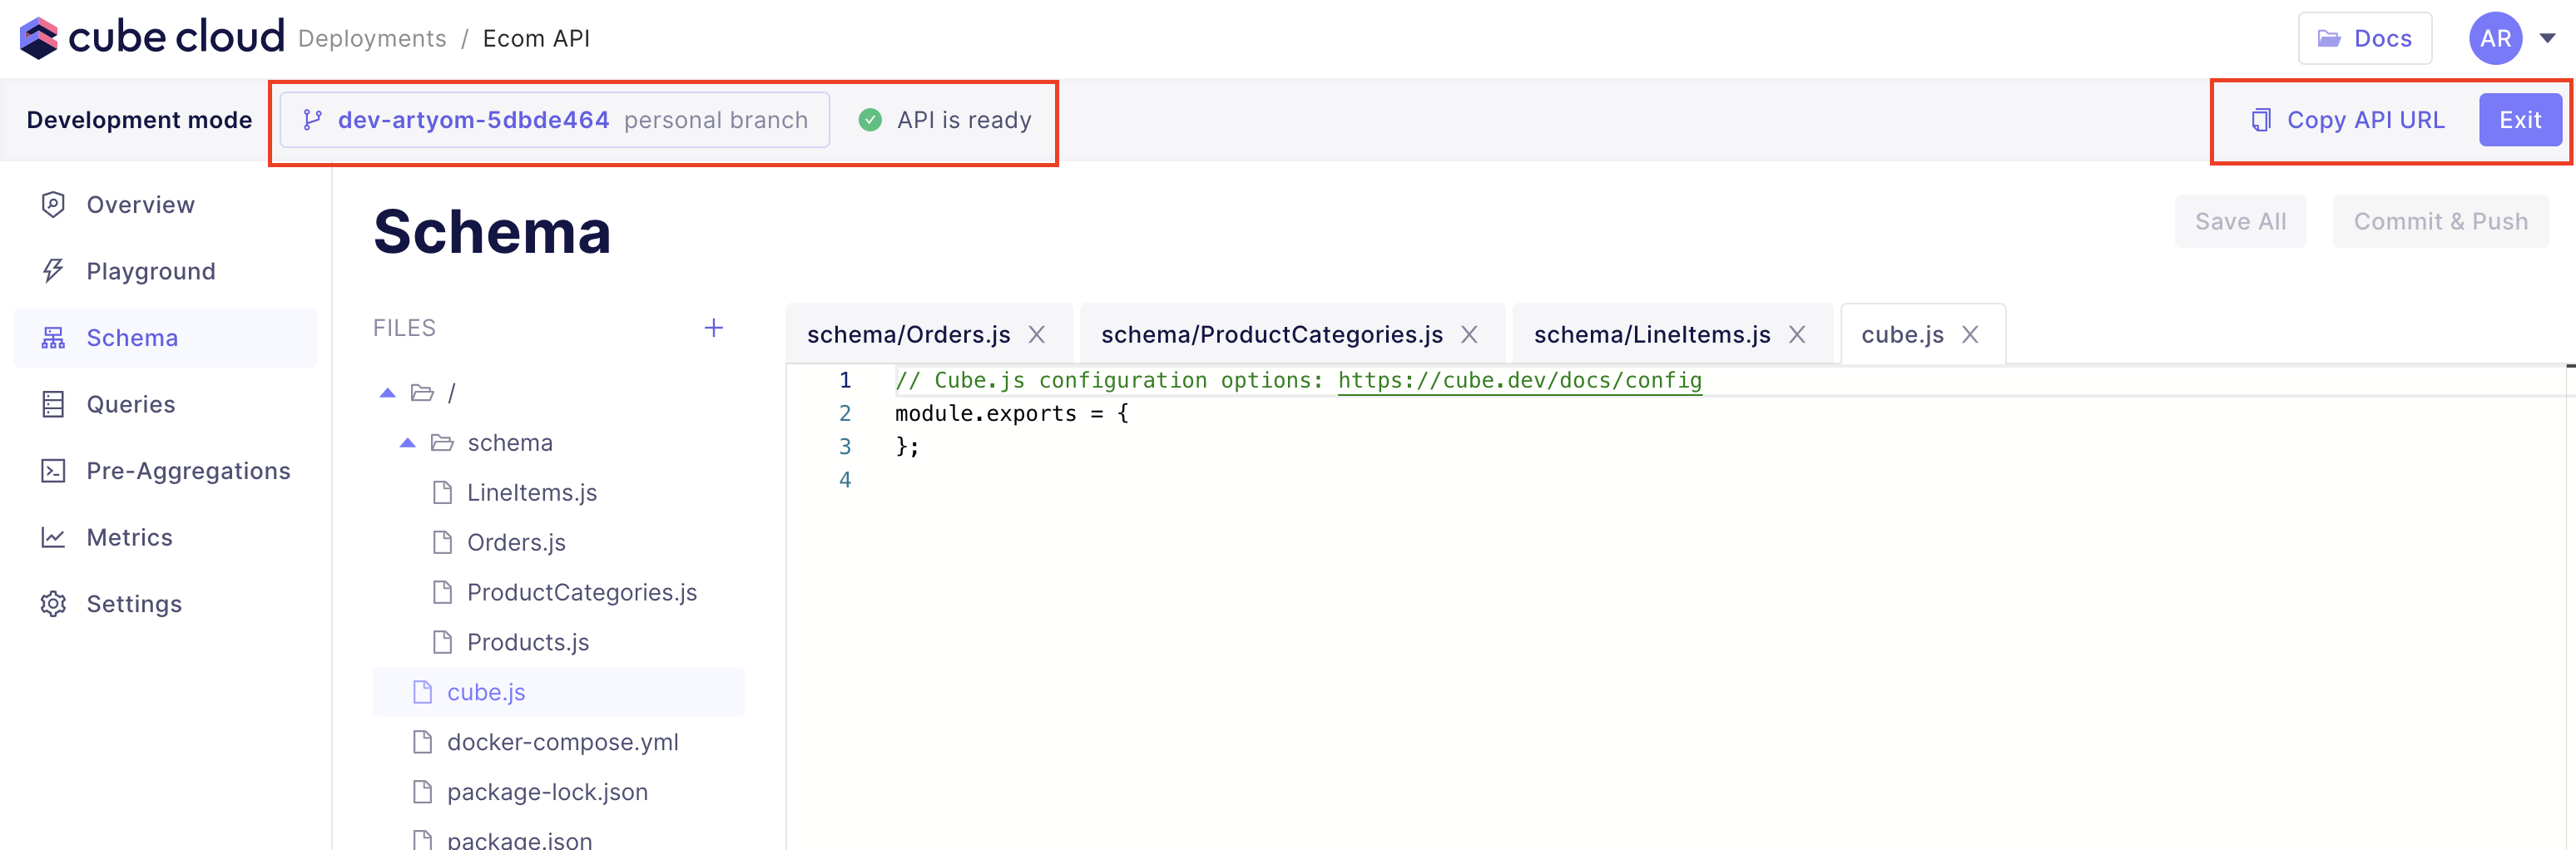 cube cloud Deployments / Ecom API Docs AR
Development mode dev-artyom-5dbde464 personal branch API is ready Copy API URL Exit
Overview
Playground
Schema
Queries
Pre-Aggregations
Metrics
Settings
Schema
Save All Commit & Push
FILES +
/
schema
LineItems.js
Orders.js
ProductCategories.js
Products.js
cube.js
docker-compose.yml
package-lock.json
package.json
schema/Orders.js X schema/ProductCategories.js X schema/LineItems.js X cube.js X
1 // Cube.js configuration options: https://cube.dev/docs/config
2 module.exports = {
3 };
4